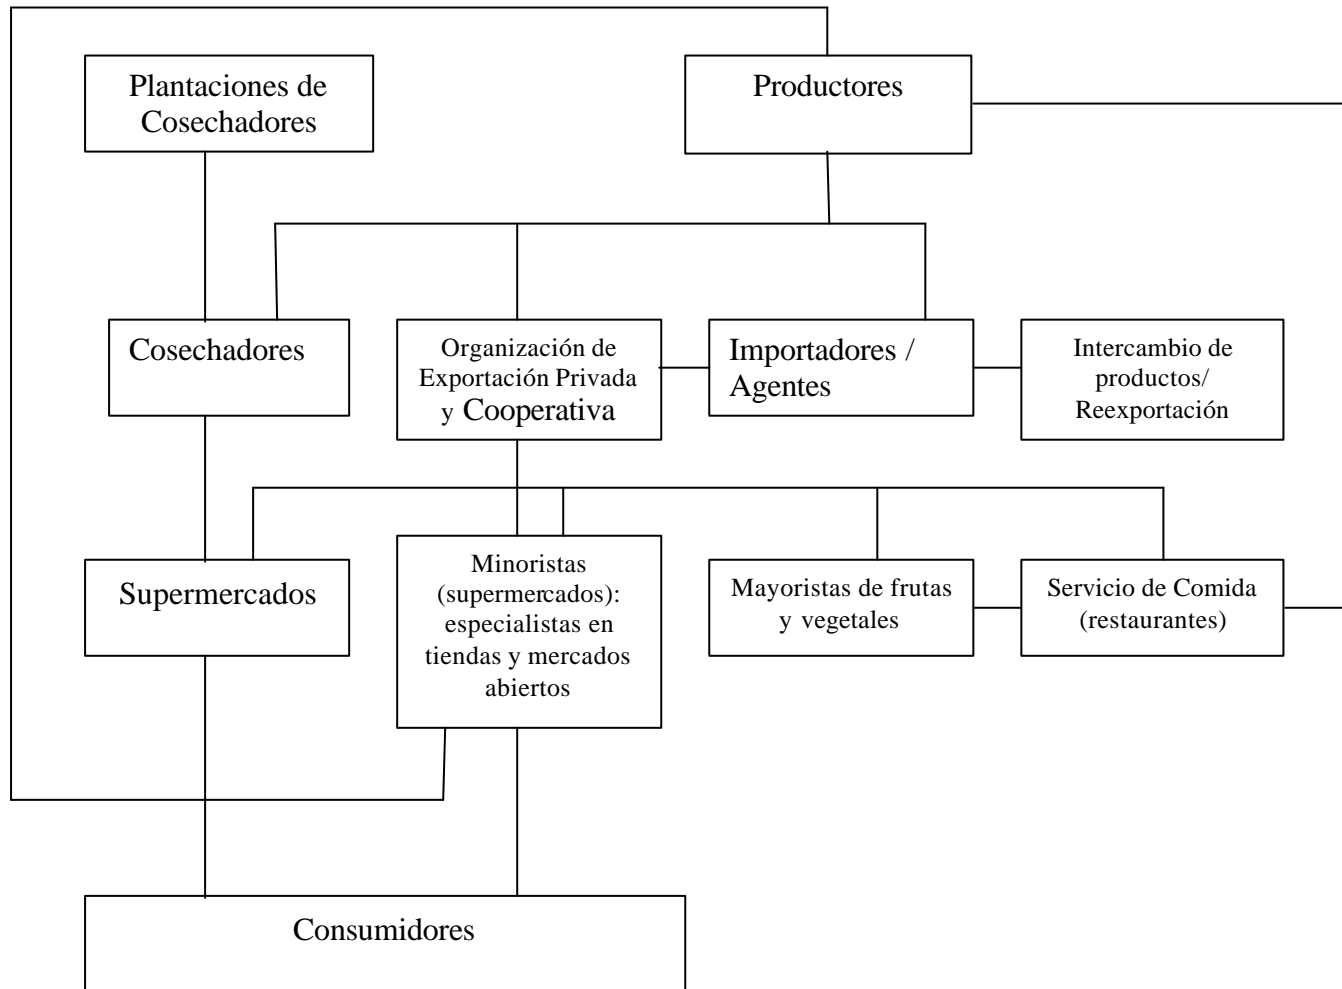 Plantaciones de
Cosechadores
Productores
Cosechadores
Organización de
Exportación Privada
y Cooperativa
Importadores /
Agentes
Intercambio de
productos/
Reexportación
Supermercados
Minoristas
(supermercados):
especialistas en
tiendas y mercados
abiertos
Mayoristas de frutas
y vegetales
Servicio de Comida
(restaurantes)
Consumidores